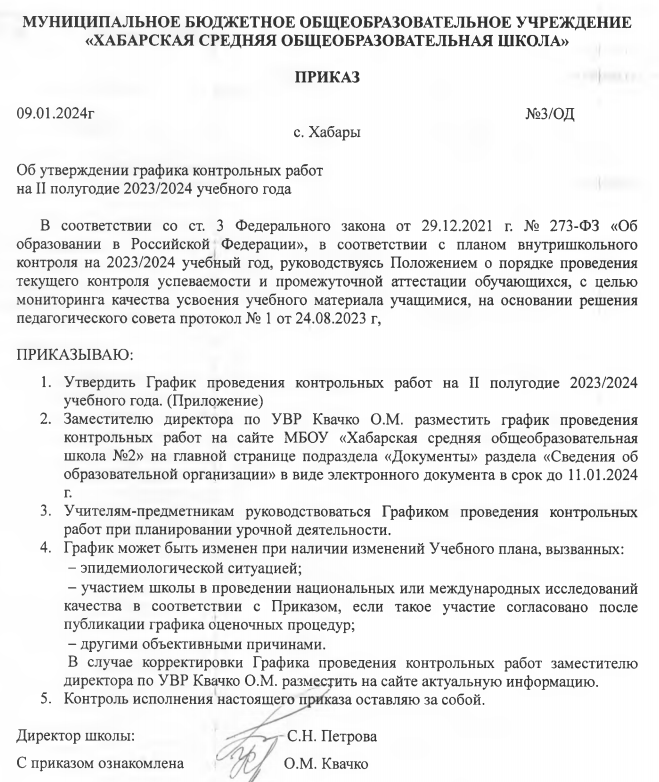 МУНИЦИПАЛЬНОЕ БЮДЖЕТНОЕ ОБЩЕОБРАЗОВАТЕЛЬНОЕ УЧРЕЖДЕНИЕ
«ХАБАРСКАЯ СРЕДНЯЯ ОБЩЕОБРАЗОВАТЕЛЬНАЯ ШКОЛА»
ПРИКАЗ
09.01.2024г №3/ОД
с. Хабары
Об утверждении графика контрольных работ
на II полугодие 2023/2024 учебного года
В соответствии со ст. 3 Федерального закона от 29.12.2021 г. № 273-ФЗ «Об
образовании в Российской Федерации», в соответствии с планом внутришкольного
контроля на 2023/2024 учебный год, руководствуясь Положением о порядке проведения
текущего контроля успеваемости и промежуточной аттестации обучающихся, с целью
мониторинга качества усвоения учебного материала учащимися, на основании решения
педагогического совета протокол № 1 от 24.08.2023 г,
ПРИКАЗЫВАЮ:
1. Утвердить График проведения контрольных работ на II полугодие 2023/2024
учебного года. (Приложение)
2. Заместителю директора по УВР Квачко О.М. разместить график проведения
контрольных работ на сайте МБОУ «Хабарская средняя общеобразовательная
школа №2» на главной странице подраздела «Документы» раздела «Сведения об
образовательной организации» в виде электронного документа в срок до 11.01.2024
г.
3. Учителям-предметникам руководствоваться Графиком проведения контрольных
работ при планировании урочной деятельности.
4. График может быть изменен при наличии изменений Учебного плана, вызванных:
– эпидемиологической ситуацией;
– участием школы в проведении национальных или международных исследований
качества в соответствии с Приказом, если такое участие согласовано после
публикации графика оценочных процедур;
– другими объективными причинами.
В случае корректировки Графика проведения контрольных работ заместителю
директора по УВР Квачко О.М. разместить на сайте актуальную информацию.
5. Контроль исполнения настоящего приказа оставляю за собой.
Директор школы: С.Н. Петрова
С приказом ознакомлена О.М. Квачко